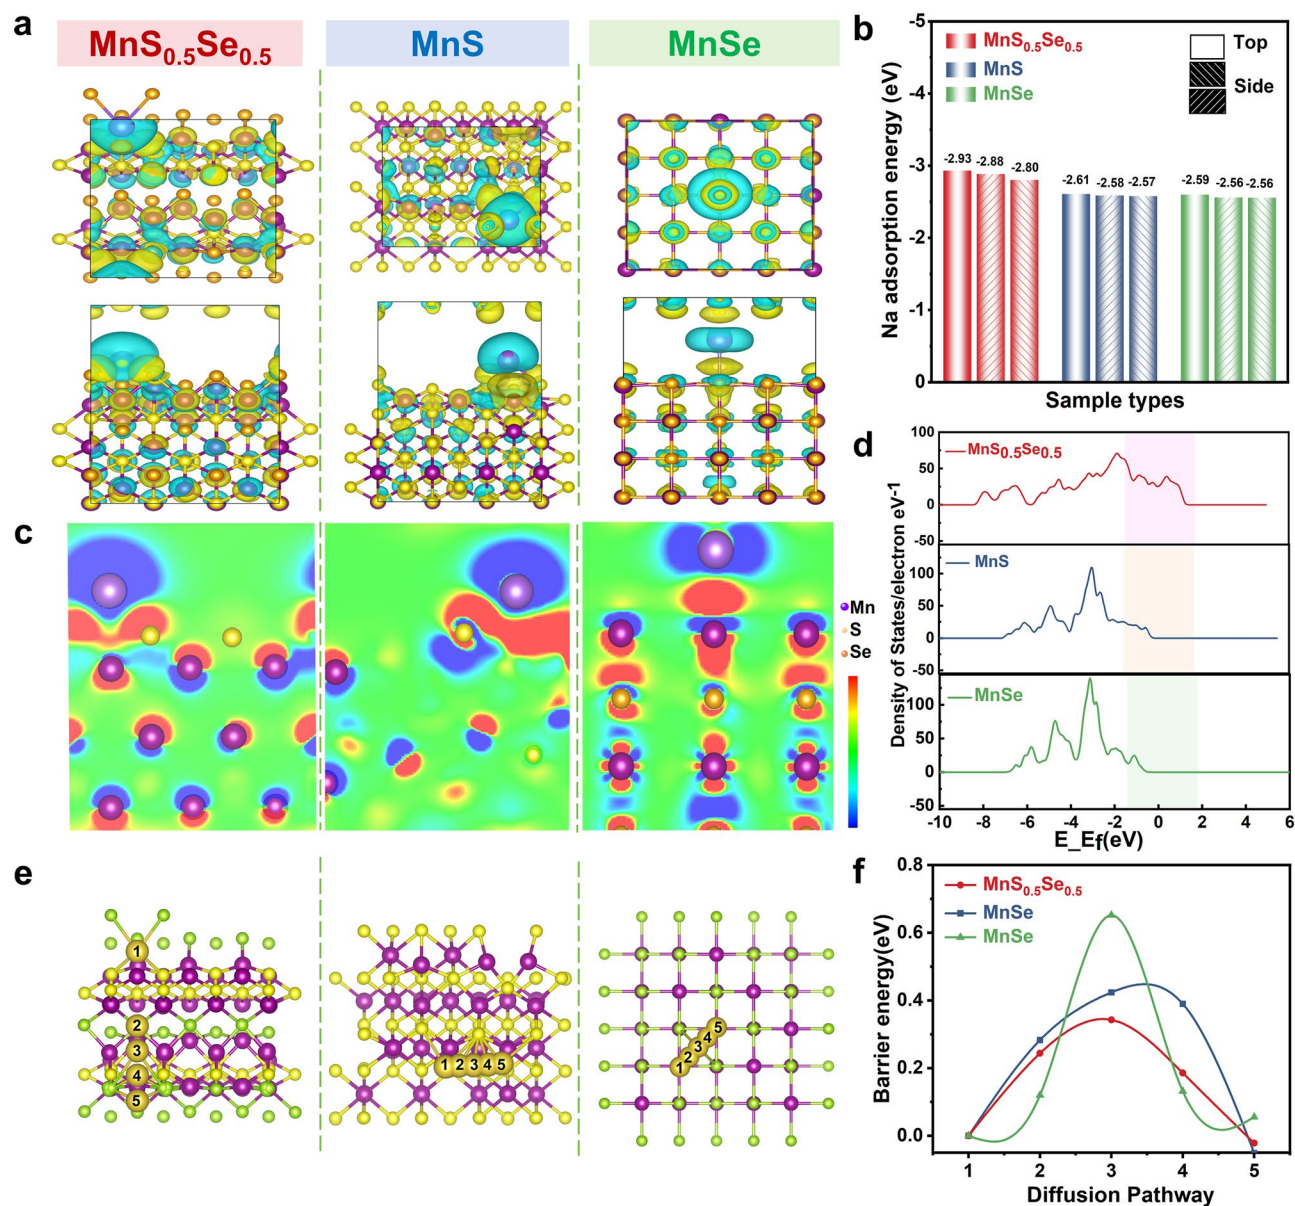 a
MnS0.5Se0.5
MnS
MnSe
b
Na adsorption energy (eV)
-5
-4
-3
-2
-1
0
MnS0.5Se0.5
MnS
MnSe
Top
Side
-2.93
-2.88
-2.80
-2.61
-2.58
-2.57
-2.59
-2.56
-2.56
Sample types
c
Mn
S
Se
d
Density of States/electron eV-1
100
50
0
-50
MnS0.5Se0.5
100
50
0
-50
MnS
100
50
0
-50
MnSe
-10
-8
-6
-4
-2
0
2
4
6
E_Ef(eV)
e
1
2
3
4
5
1
2
3
4
5
1
2
3
4
5
f
Barrier energy(eV)
0.8
0.6
0.4
0.2
0.0
MnS0.5Se0.5
MnSe
MnSe
1
2
3
4
5
Diffusion Pathway